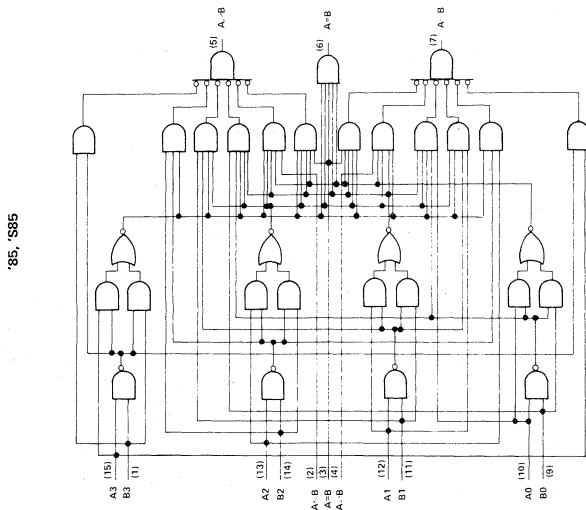 '85, 'S85
(5) A>B
(6) A=B
(7) A<B
A3 (15)
B3 (1)
A2 (13)
B2 (14)
(2)
A=B (3)
(4)
A1 (12)
B1 (11)
A0 (10)
B0 (9)